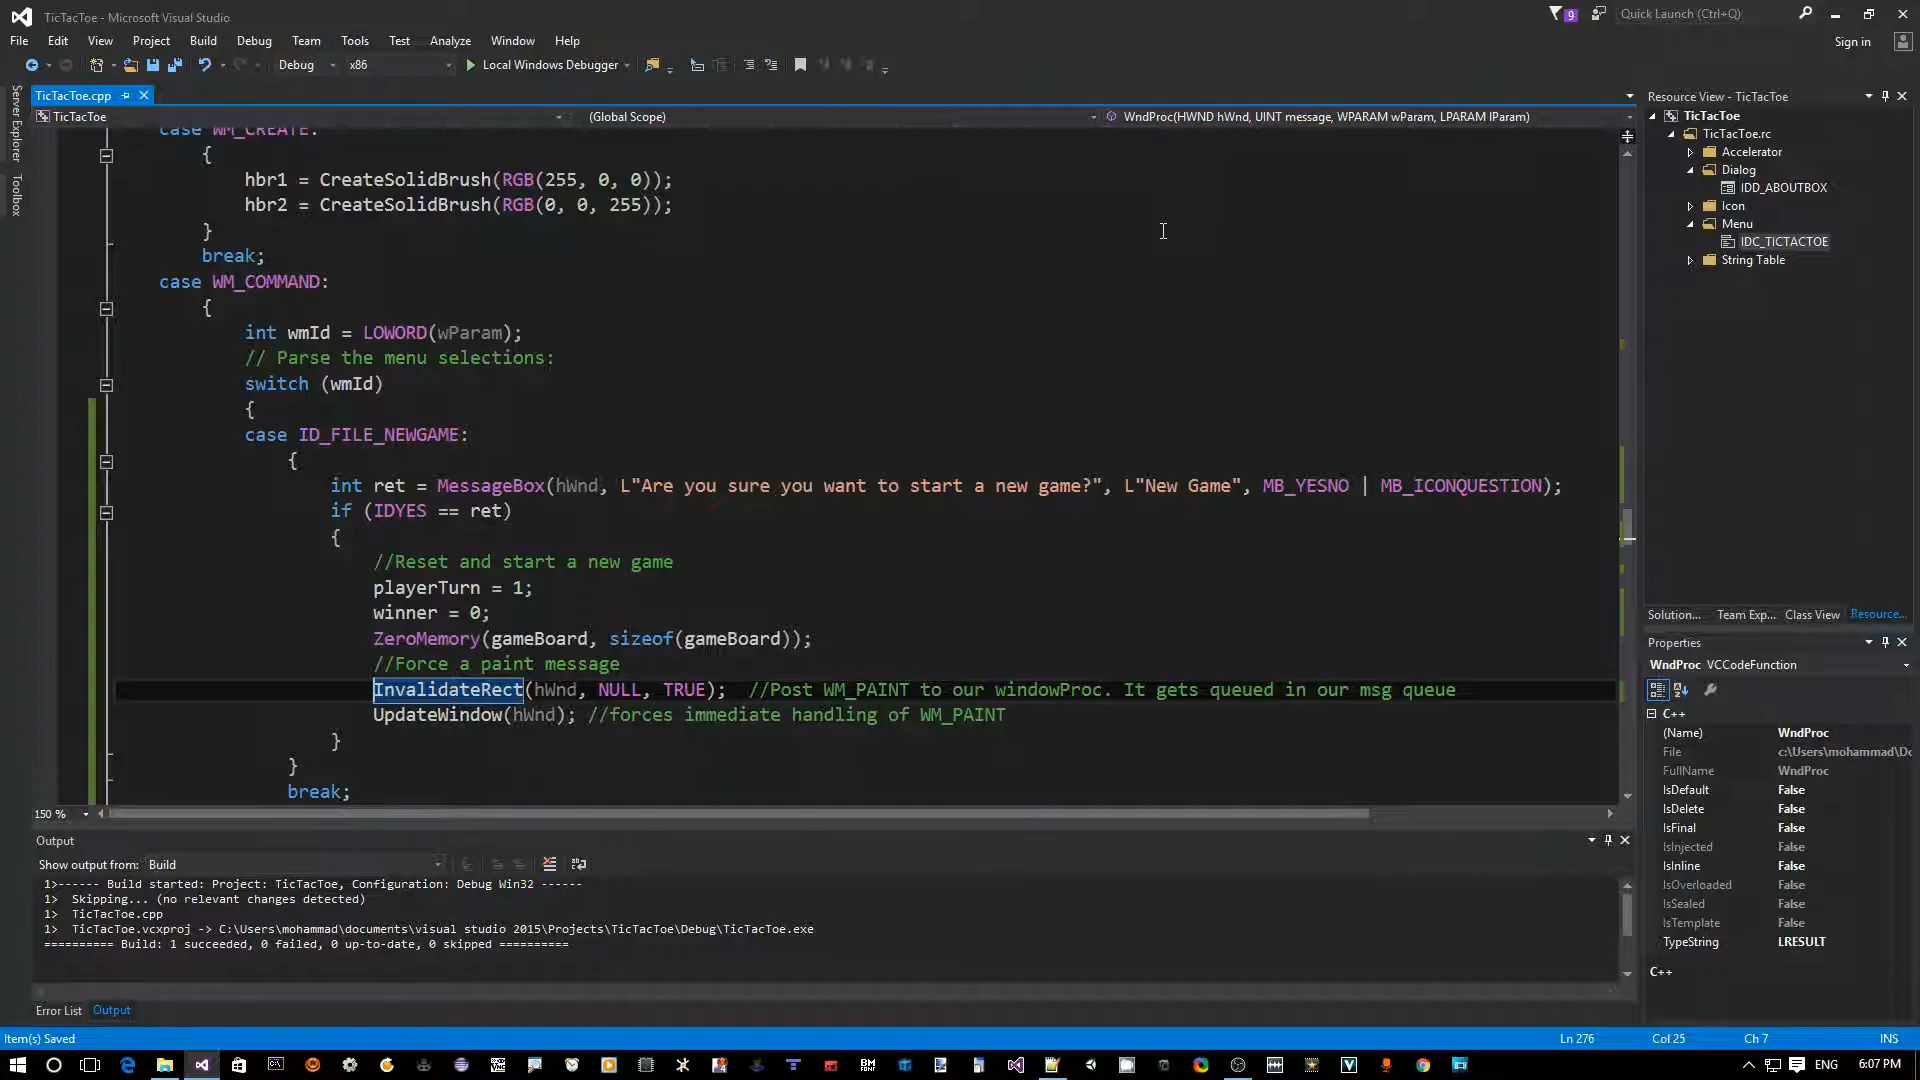 TicTacToe - Microsoft Visual Studio
9
Quick Launch (Ctrl+Q)
File Edit View Project Build Debug Team Tools Test Analyze Window Help
Sign in
Debug x86 Local Windows Debugger
Server Explorer
Toolbox
TicTacToe.cpp
TicTacToe (Global Scope) WndProc(HWND hWnd, UINT message, WPARAM wParam, LPARAM lParam)
case WM_CREATE:
{
hbr1 = CreateSolidBrush(RGB(255, 0, 0));
hbr2 = CreateSolidBrush(RGB(0, 0, 255));
}
break;
case WM_COMMAND:
{
int wmId = LOWORD(wParam);
// Parse the menu selections:
switch (wmId)
{
case ID_FILE_NEWGAME:
{
int ret = MessageBox(hWnd, L"Are you sure you want to start a new game?", L"New Game", MB_YESNO | MB_ICONQUESTION);
if (IDYES == ret)
{
//Reset and start a new game
playerTurn = 1;
winner = 0;
ZeroMemory(gameBoard, sizeof(gameBoard));
//Force a paint message
InvalidateRect(hWnd, NULL, TRUE);  //Post WM_PAINT to our windowProc. It gets queued in our msg queue
UpdateWindow(hWnd); //forces immediate handling of WM_PAINT
}
}
break;
150 %
Output
Show output from: Build
1>------ Build started: Project: TicTacToe, Configuration: Debug Win32 ------
1>  Skipping... (no relevant changes detected)
1>  TicTacToe.cpp
1>  TicTacToe.vcxproj -> C:\Users\mohammad\documents\visual studio 2015\Projects\TicTacToe\Debug\TicTacToe.exe
========== Build: 1 succeeded, 0 failed, 0 up-to-date, 0 skipped ==========
Error List Output
Resource View - TicTacToe
TicTacToe
TicTacToe.rc
Accelerator
Dialog
IDD_ABOUTBOX
Icon
Menu
IDC_TICTACTOE
String Table
Solution... Team Exp... Class View Resource...
Properties
WndProc VCCodeFunction
C++
(Name) WndProc
File c:\Users\mohammad\Do
FullName WndProc
IsDefault False
IsDelete False
IsFinal False
IsInjected False
IsInline False
IsOverloaded False
IsSealed False
IsTemplate False
TypeString LRESULT
C++
Item(s) Saved Ln 276 Col 25 Ch 7 INS
ENG 6:07 PM